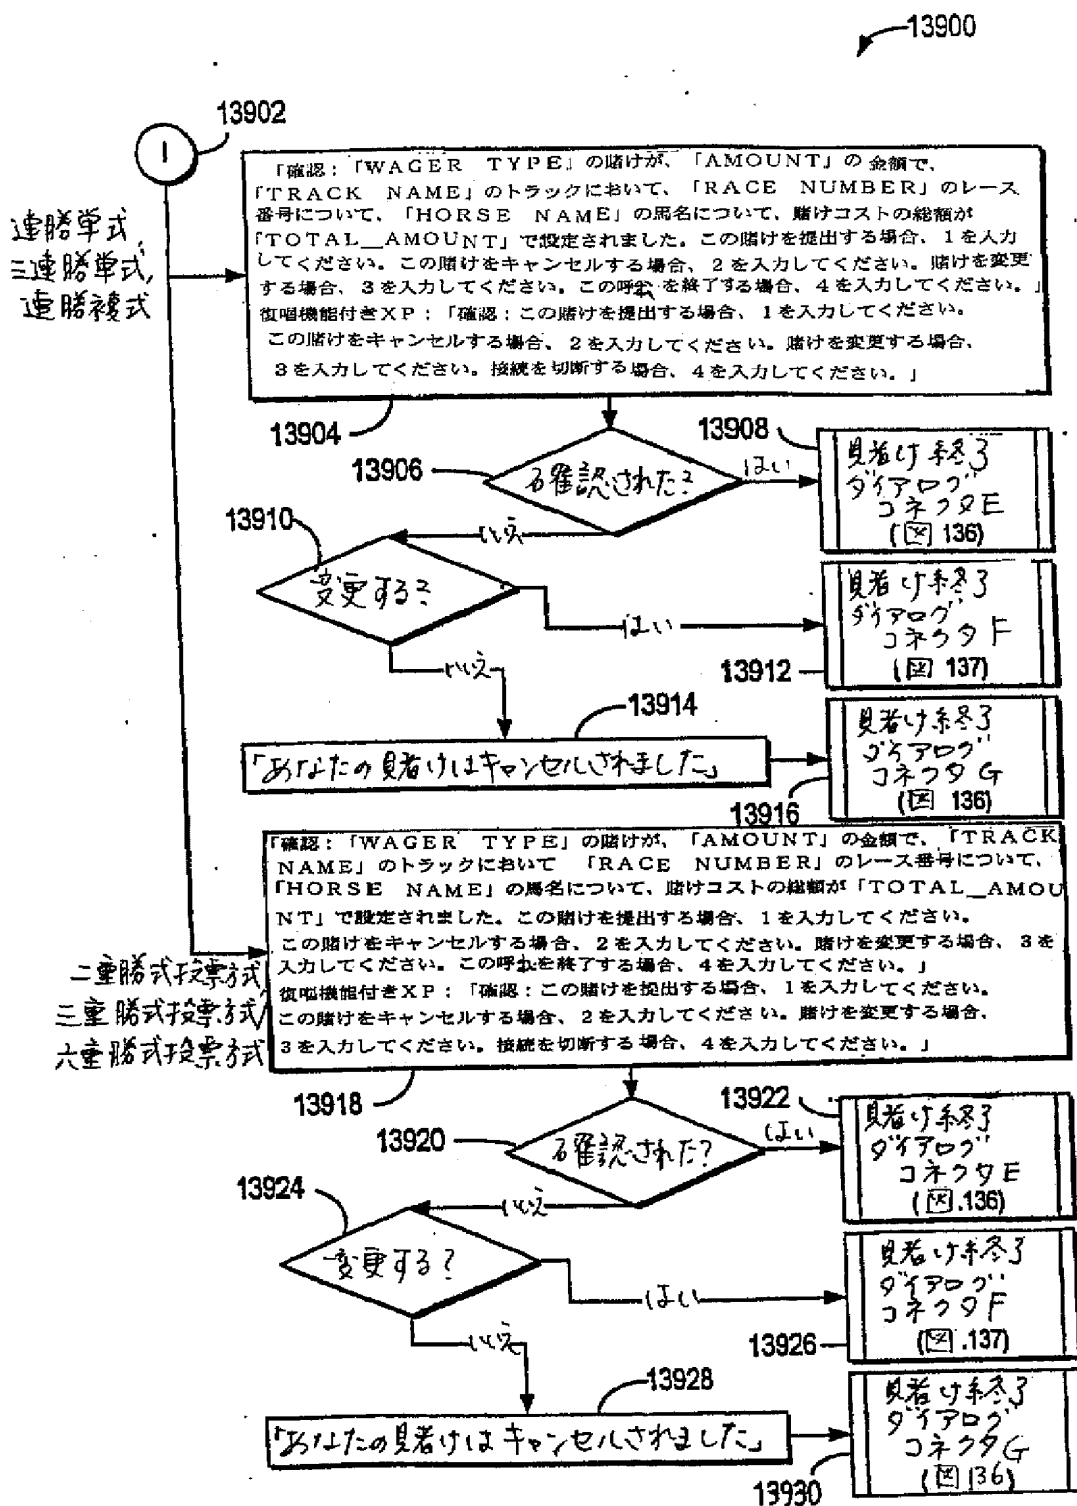 13900
13902
1
「確認：「WAGER TYPE」の賭けが、「AMOUNT」の金額で、
「TRACK NAME」のトラックにおいて、「RACE NUMBER」のレース
番号について、「HORSE NAME」の馬名について、賭けコストの総額が
「TOTAL__AMOUNT」で設定されました。この賭けを提出する場合、1を入力
してください。この賭けをキャンセルする場合、2を入力してください。賭けを変更
する場合、3を入力してください。この呼出を終了する場合、4を入力してください。」
復唱機能付きXP：「確認：この賭けを提出する場合、1を入力してください。
この賭けをキャンセルする場合、2を入力してください。賭けを変更する場合、
3を入力してください。接続を切断する場合、4を入力してください。」
連勝単式,
三連勝単式,
連勝複式
13904
13906
確認された?
はい
13908
賭け終了
ダイアログ
コネクタE
(図 136)
いいえ
13910
変更する?
はい
賭け終了
ダイアログ
コネクタF
(図 137)
13912
いいえ
13914
「あなたの賭けはキャンセルされました」
賭け終了
ダイアログ
コネクタG
(図 136)
13916
「確認：「WAGER TYPE」の賭けが、「AMOUNT」の金額で、「TRACK
NAME」のトラックにおいて 「RACE NUMBER」のレース番号について、
「HORSE NAME」の馬名について、賭けコストの総額が「TOTAL__AMOU
NT」で設定されました。この賭けを提出する場合、1を入力してください。
この賭けをキャンセルする場合、2を入力してください。賭けを変更する場合、3を
入力してください。この呼出を終了する場合、4を入力してください。」
復唱機能付きXP：「確認：この賭けを提出する場合、1を入力してください。
この賭けをキャンセルする場合、2を入力してください。賭けを変更する場合、
3を入力してください。接続を切断する場合、4を入力してください。」
二重勝式投票方式,
三重勝式投票方式,
六重勝式投票方式
13918
13920
確認された?
はい
13922
賭け終了
ダイアログ
コネクタE
(図.136)
いいえ
13924
変更する?
はい
賭け終了
ダイアログ
コネクタF
(図.137)
13926
いいえ
13928
「あなたの賭けはキャンセルされました」
賭け終了
ダイアログ
コネクタG
(図136)
13930